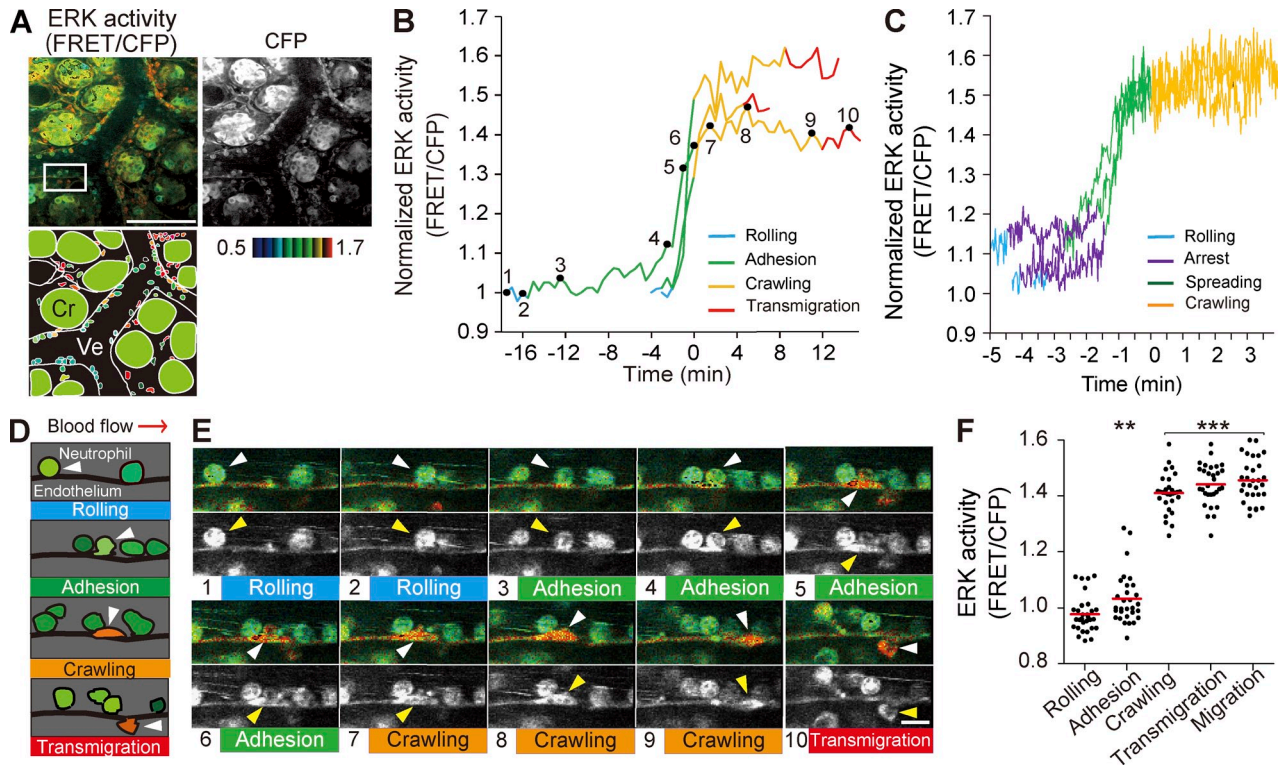 A
ERK activity
(FRET/CFP)
CFP
0.5
1.7
Cr
Ve
B
Normalized ERK activity
(FRET/CFP)
1.7
1.6
1.5
1.4
1.3
1.2
1.1
1
0.9
1
2
3
4
5
6
7
8
9
10
Rolling
Adhesion
Crawling
Transmigration
-16
-12
-8
-4
0
4
8
12
Time (min)
C
Normalized ERK activity
(FRET/CFP)
1.7
1.6
1.5
1.4
1.3
1.2
1.1
1.0
0.9
Rolling
Arrest
Spreading
Crawling
-5
-4
-3
-2
-1
0
1
2
3
Time (min)
D
Blood flow
Neutrophil
Endothelium
Rolling
Adhesion
Crawling
Transmigration
E
1 Rolling
2 Rolling
3 Adhesion
4 Adhesion
5 Adhesion
6 Adhesion
7 Crawling
8 Crawling
9 Crawling
10 Transmigration
F
ERK activity
(FRET/CFP)
1.6
1.4
1.2
1.0
0.8
**
***
Rolling
Adhesion
Crawling
Transmigration
Migration